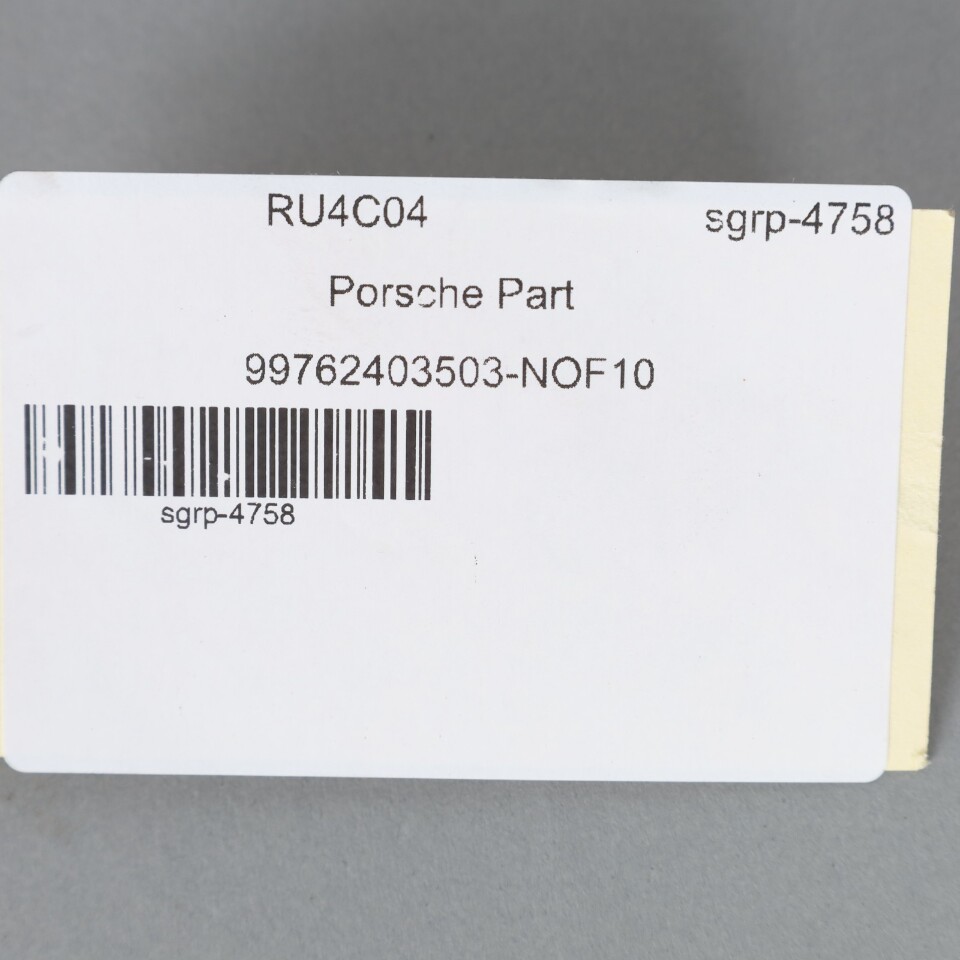 RU4C04 sgrp-4758
Porsche Part
99762403503-NOF10
sgrp-4758